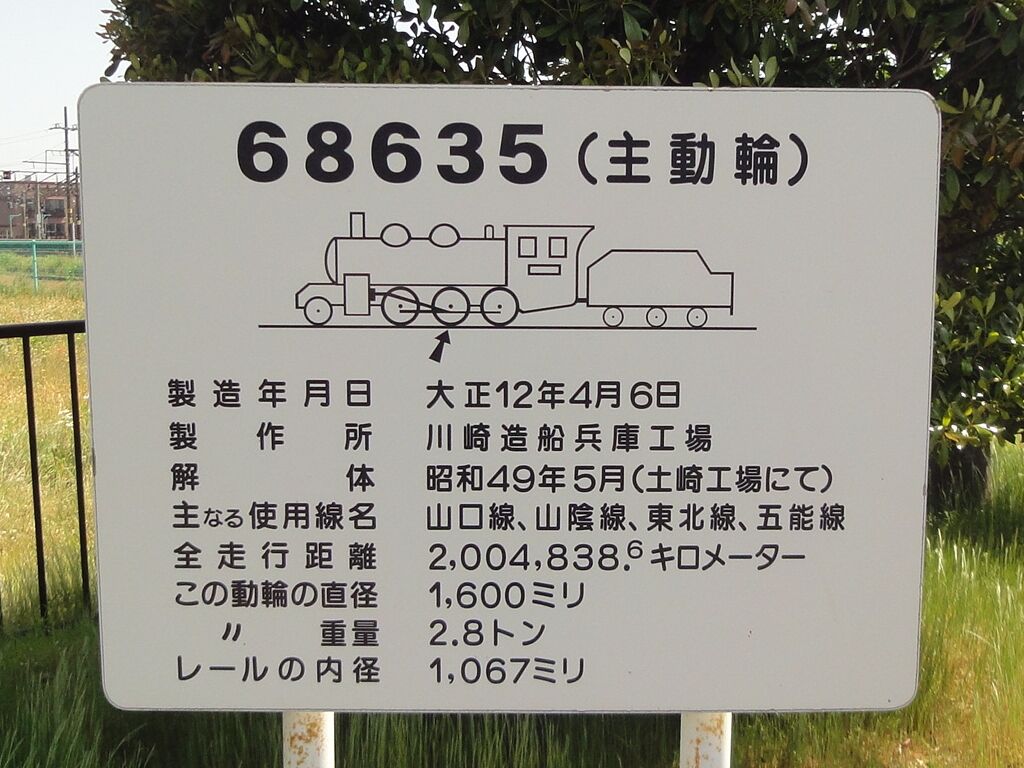 68635(主動輪)
製造年月日 大正12年4月6日
製作所 川崎造船兵庫工場
解体 昭和49年5月(土崎工場にて)
主なる使用線名 山口線、山陰線、東北線、五能線
全走行距離 2,004,838.6キロメーター
この動輪の直径 1,600ミリ
〃 重量 2.8トン
レールの内径 1,067ミリ